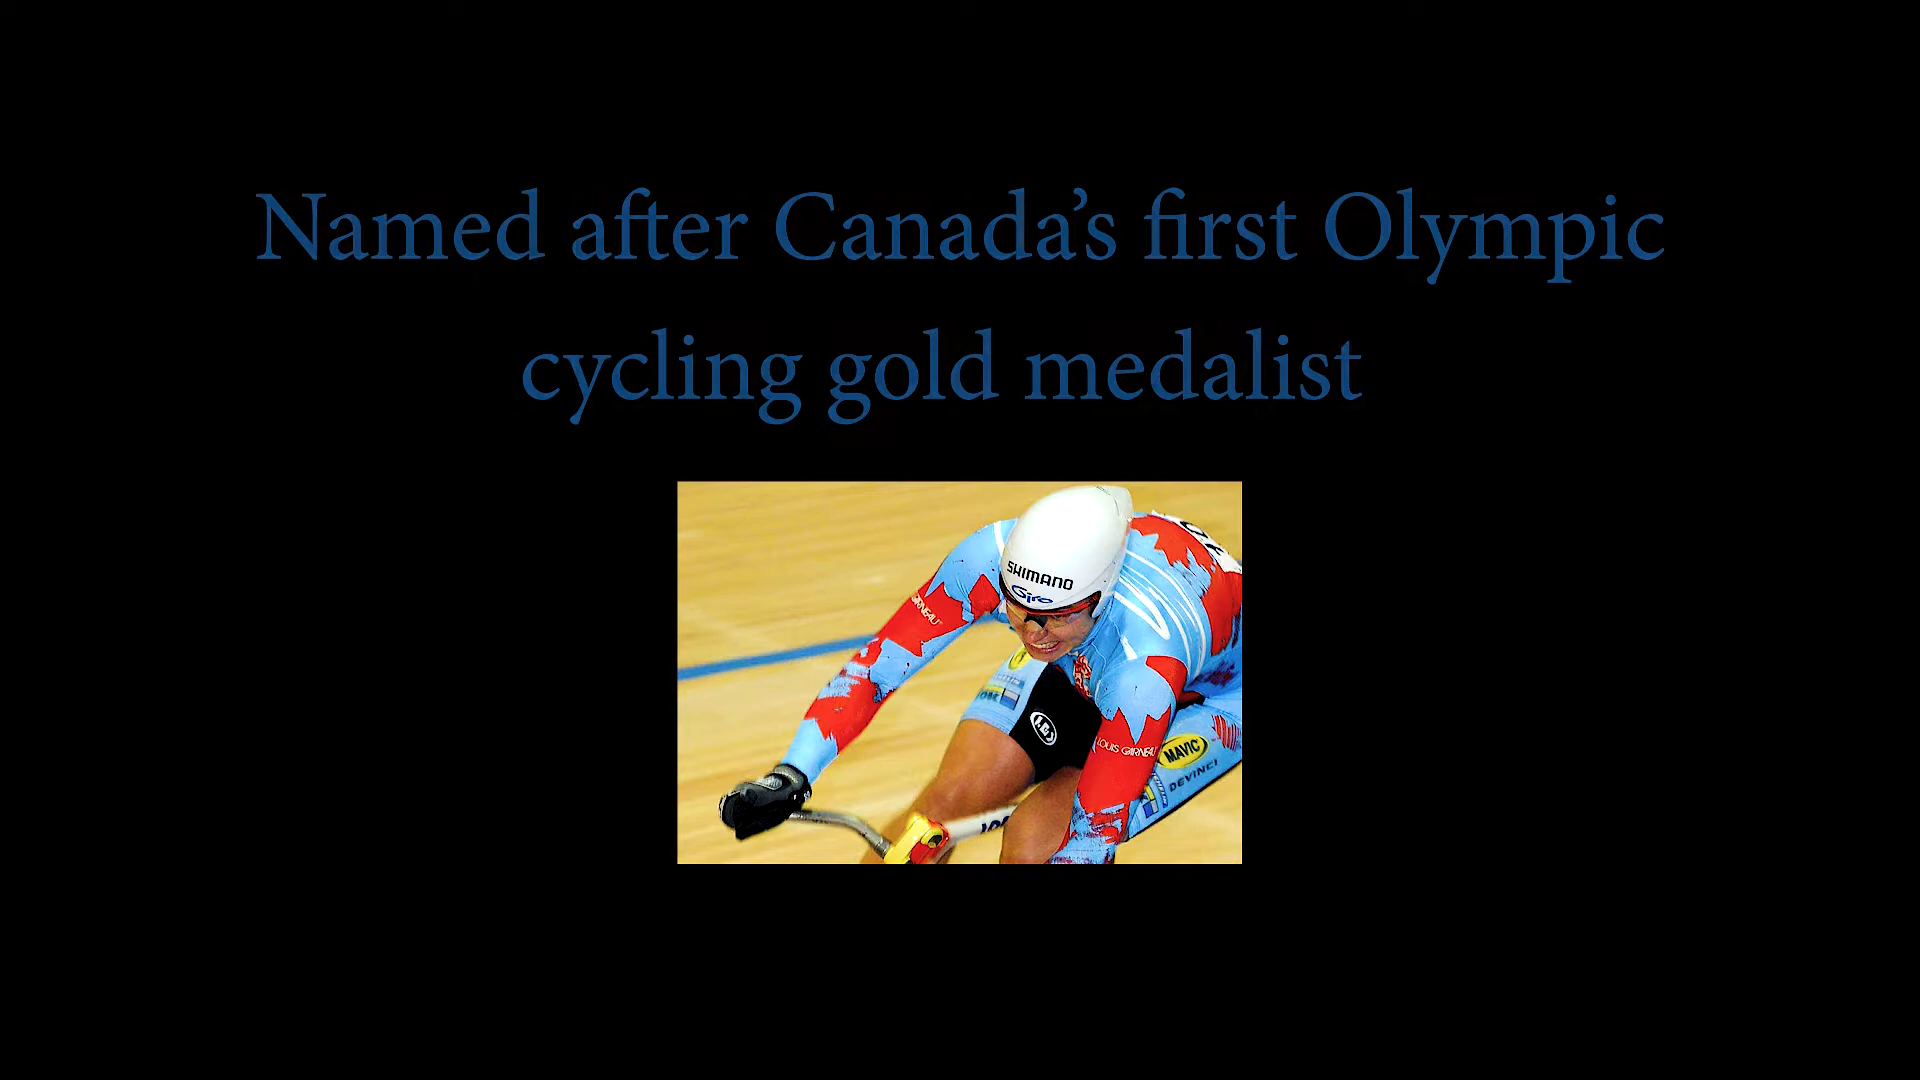 Named after Canada’s first Olympic
cycling gold medalist
SHIMANO
Giro
LOUIS GARNEAU
MAVIC
DEVINCI